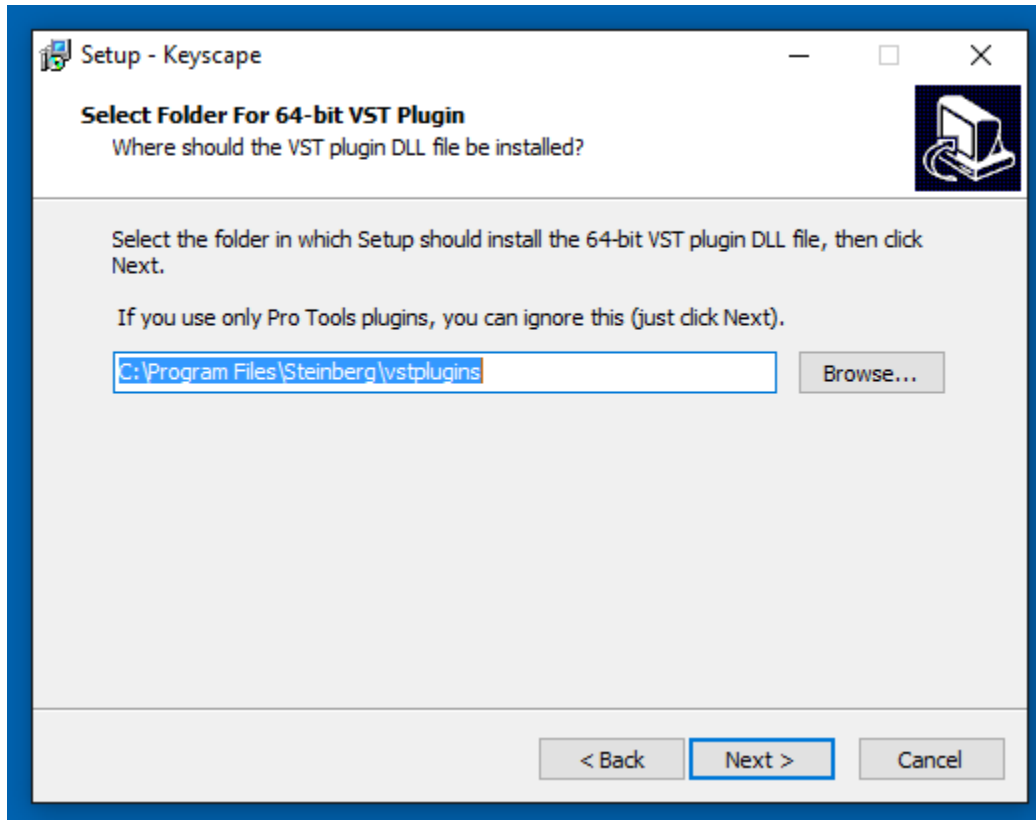 Setup - Keyscape
Select Folder For 64-bit VST Plugin
Where should the VST plugin DLL file be installed?
Select the folder in which Setup should install the 64-bit VST plugin DLL file, then click
Next.
If you use only Pro Tools plugins, you can ignore this (just click Next).
C:\Program Files\Steinberg\vstplugins
Browse...
< Back
Next >
Cancel